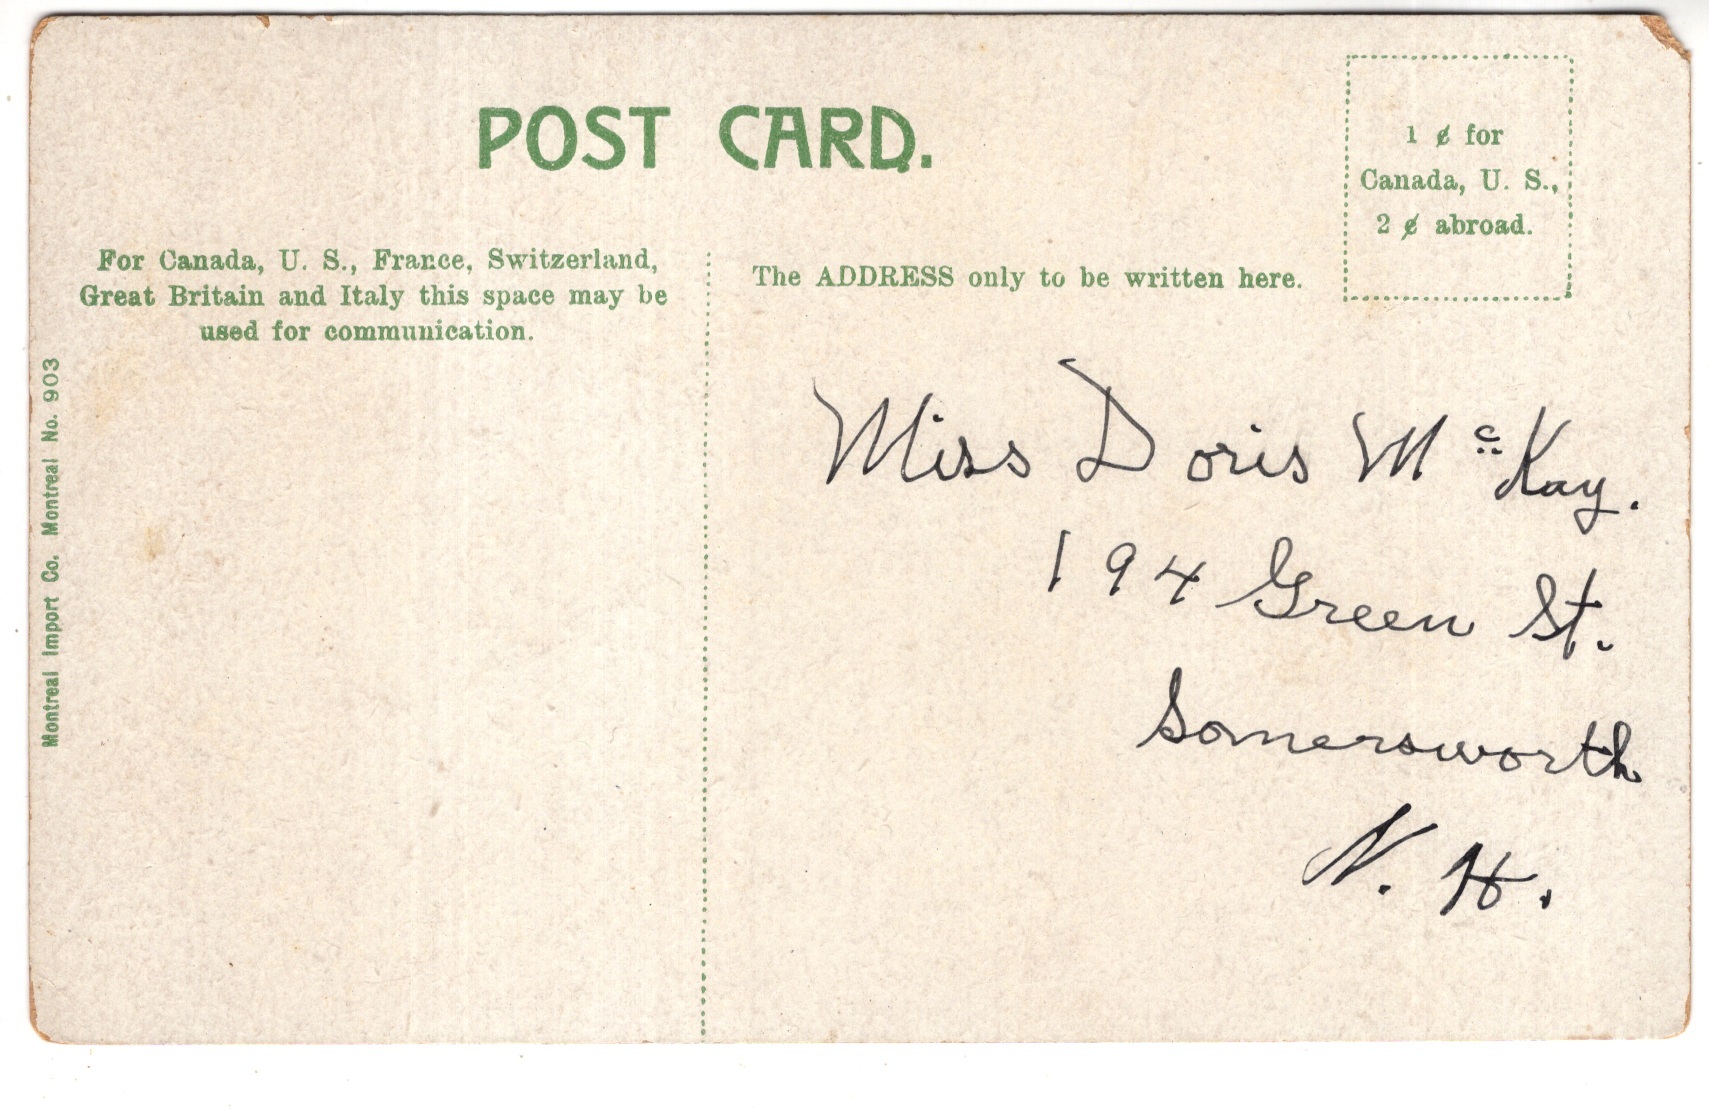 POST CARD.
1 ¢ for
Canada, U. S.,
2 ¢ abroad.
For Canada, U. S., France, Switzerland,
Great Britain and Italy this space may be
used for communication.
The ADDRESS only to be written here.
Montreal Import Co. Montreal No. 903
Miss Doris Mc Kay.
194 Green St.
Somersworth
N. H.